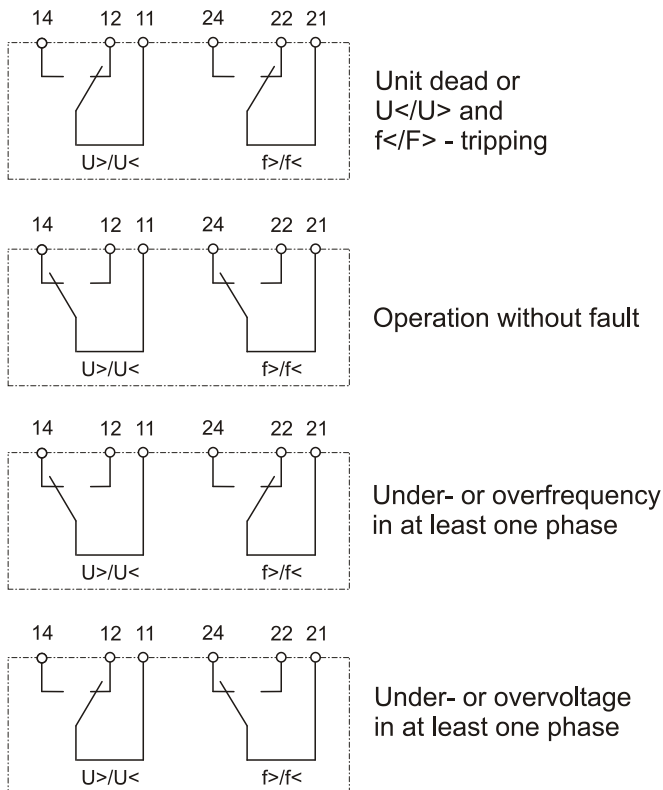 14 12 11 24 22 21
U>/U< f>/f<
Unit dead or
U</U> and
f</F> - tripping
14 12 11 24 22 21
U>/U< f>/f<
Operation without fault
14 12 11 24 22 21
U>/U< f>/f<
Under- or overfrequency
in at least one phase
14 12 11 24 22 21
U>/U< f>/f<
Under- or overvoltage
in at least one phase